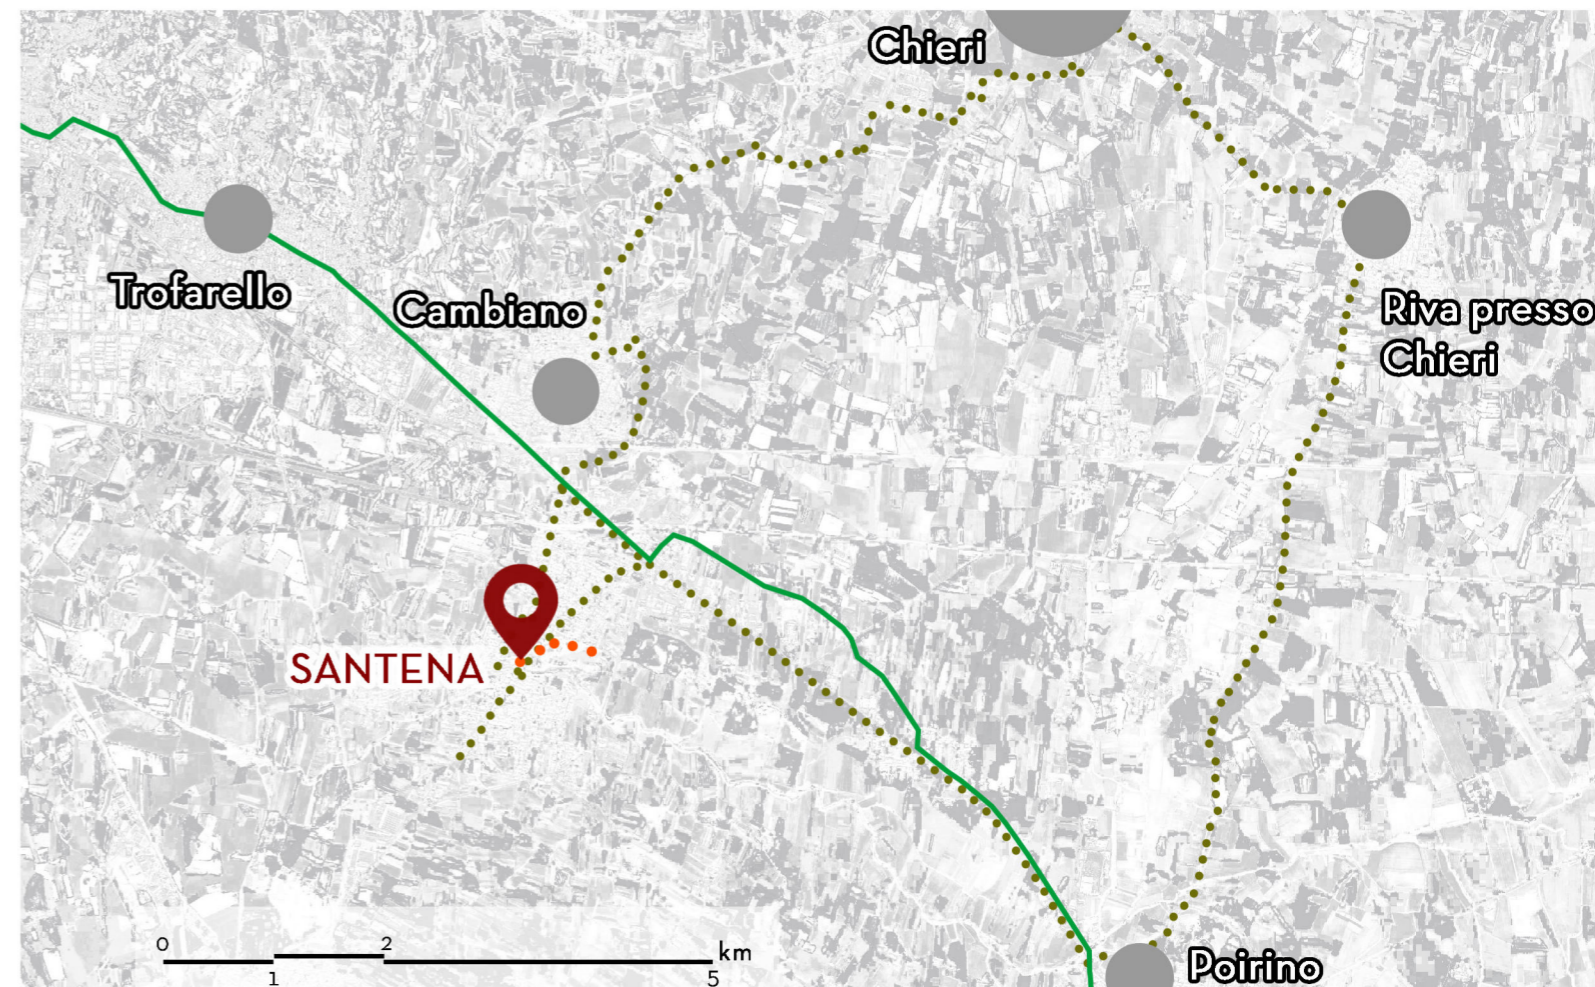 Chieri
Trofarello
Cambiano
Riva presso
Chieri
SANTENA
0 2 km
1 5
Poirino